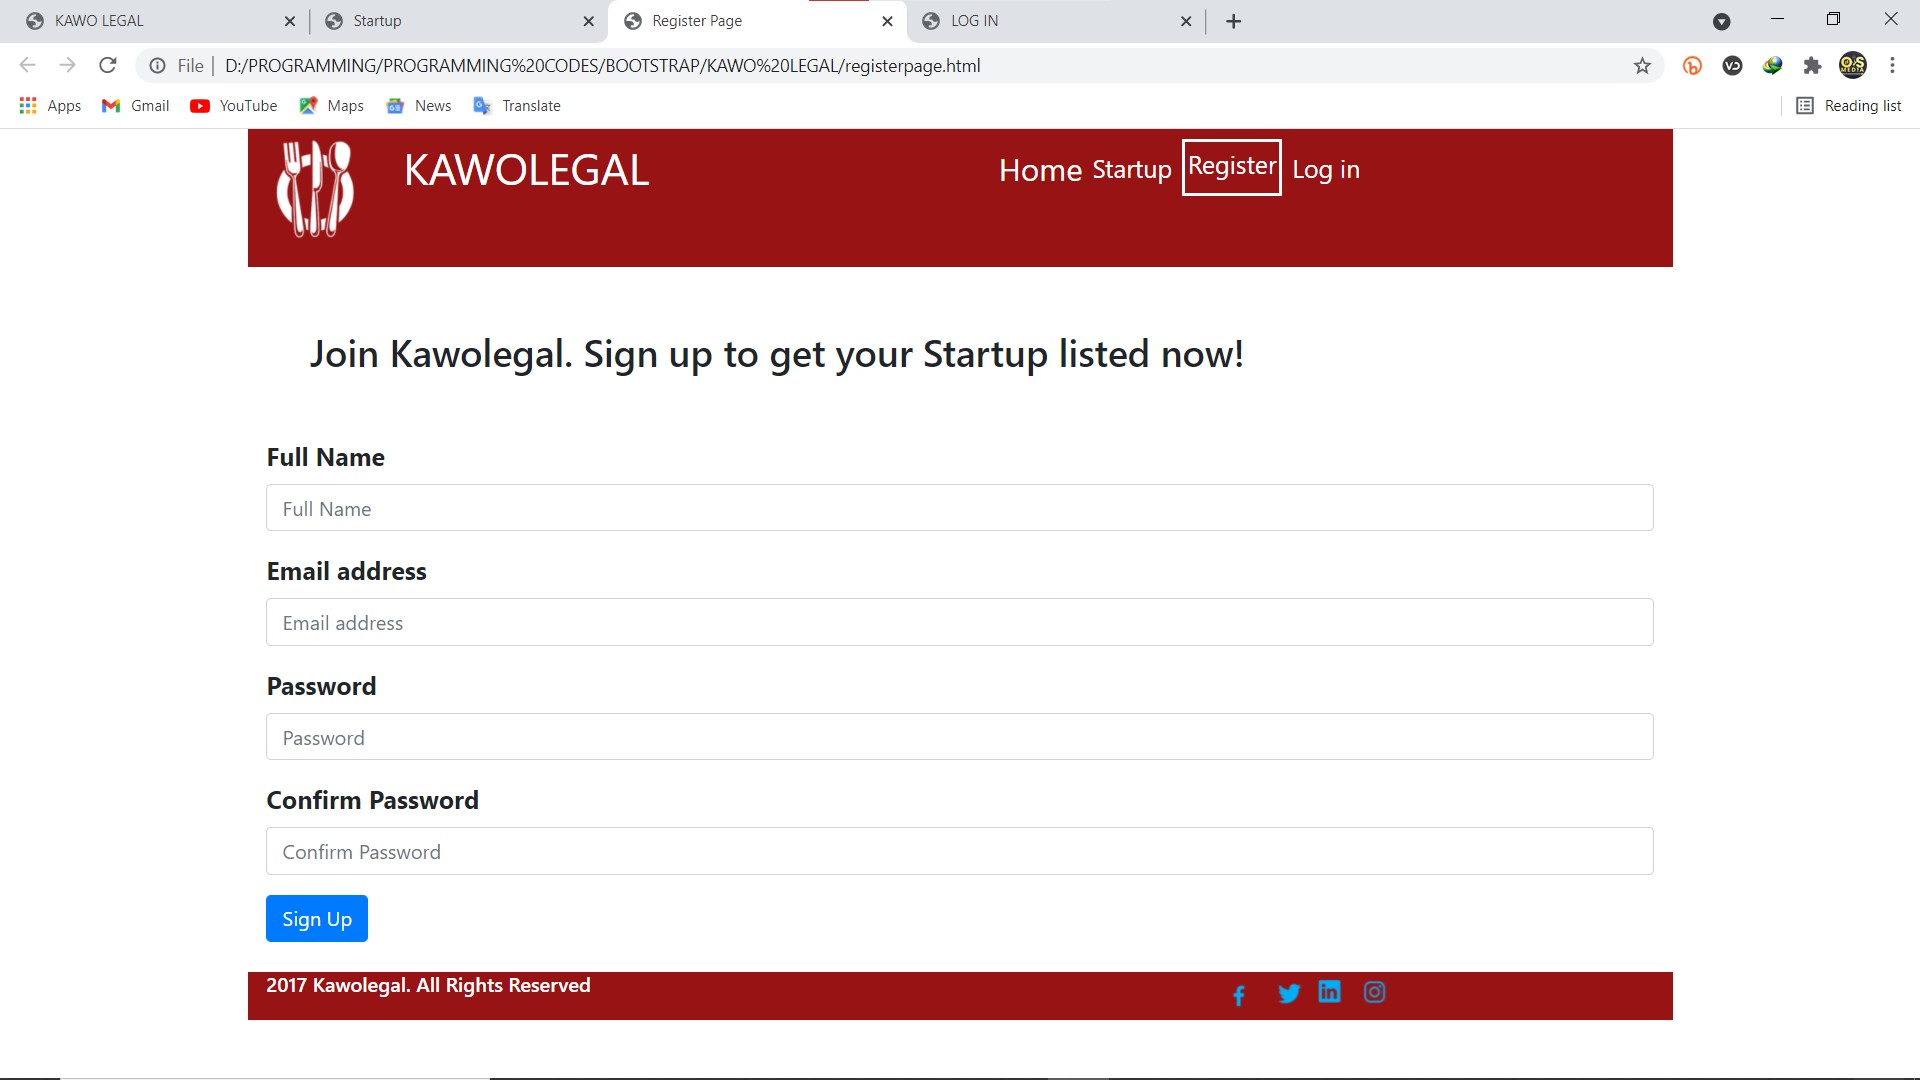 KAWO LEGAL
Startup
Register Page
LOG IN
File
D:/PROGRAMMING/PROGRAMMING%20CODES/BOOTSTRAP/KAWO%20LEGAL/registerpage.html
Apps
Gmail
YouTube
Maps
News
Translate
Reading list
KAWOLEGAL
Home Startup Register Log in
Join Kawolegal. Sign up to get your Startup listed now!
Full Name
Full Name
Email address
Email address
Password
Password
Confirm Password
Confirm Password
Sign Up
2017 Kawolegal. All Rights Reserved